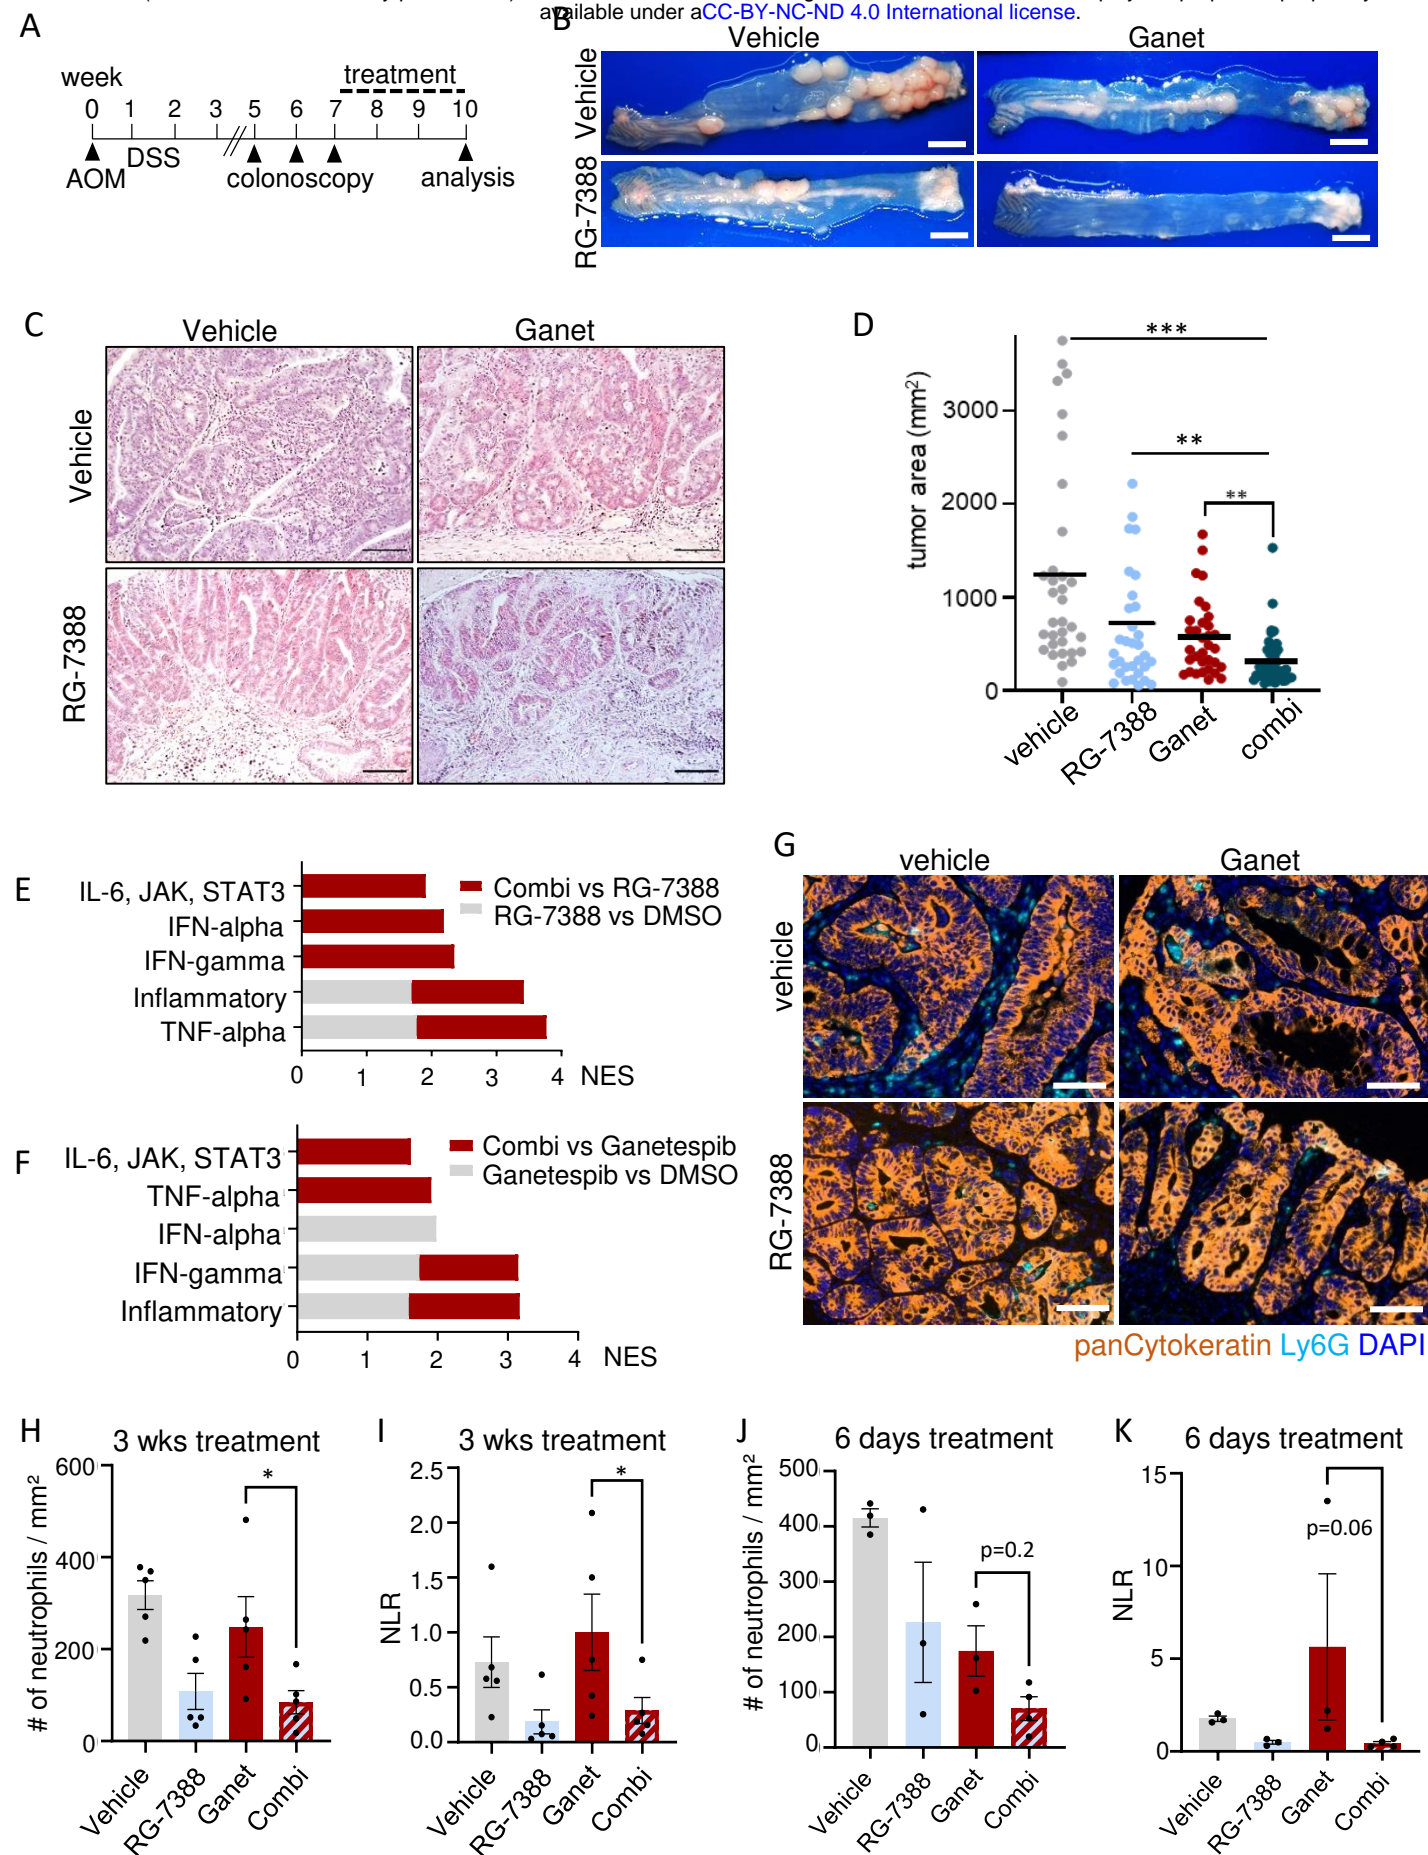 available under aCC-BY-NC-ND 4.0 International license.
A
week
treatment
0 1 2 3 5 6 7 8 9 10
DSS
AOM colonoscopy analysis
B
Vehicle Ganet
Vehicle
RG-7388
C
Vehicle Ganet
Vehicle
RG-7388
D
***
**
**
tumor area (mm²)
3000
2000
1000
0
vehicle RG-7388 Ganet combi
E
IL-6, JAK, STAT3
IFN-alpha
IFN-gamma
Inflammatory
TNF-alpha
Combi vs RG-7388
RG-7388 vs DMSO
0 1 2 3 4 NES
F
IL-6, JAK, STAT3
TNF-alpha
IFN-alpha
IFN-gamma
Inflammatory
Combi vs Ganetespib
Ganetespib vs DMSO
0 1 2 3 4 NES
G
vehicle Ganet
vehicle
RG-7388
panCytokeratin Ly6G DAPI
H
3 wks treatment
# of neutrophils / mm²
600
400
200
0
*
Vehicle RG-7388 Ganet Combi
I
3 wks treatment
NLR
2.5
2.0
1.5
1.0
0.5
0.0
*
Vehicle RG-7388 Ganet Combi
J
6 days treatment
# of neutrophils / mm²
500
400
300
200
100
0
p=0.2
Vehicle RG-7388 Ganet Combi
K
6 days treatment
NLR
15
10
5
0
p=0.06
Vehicle RG-7388 Ganet Combi